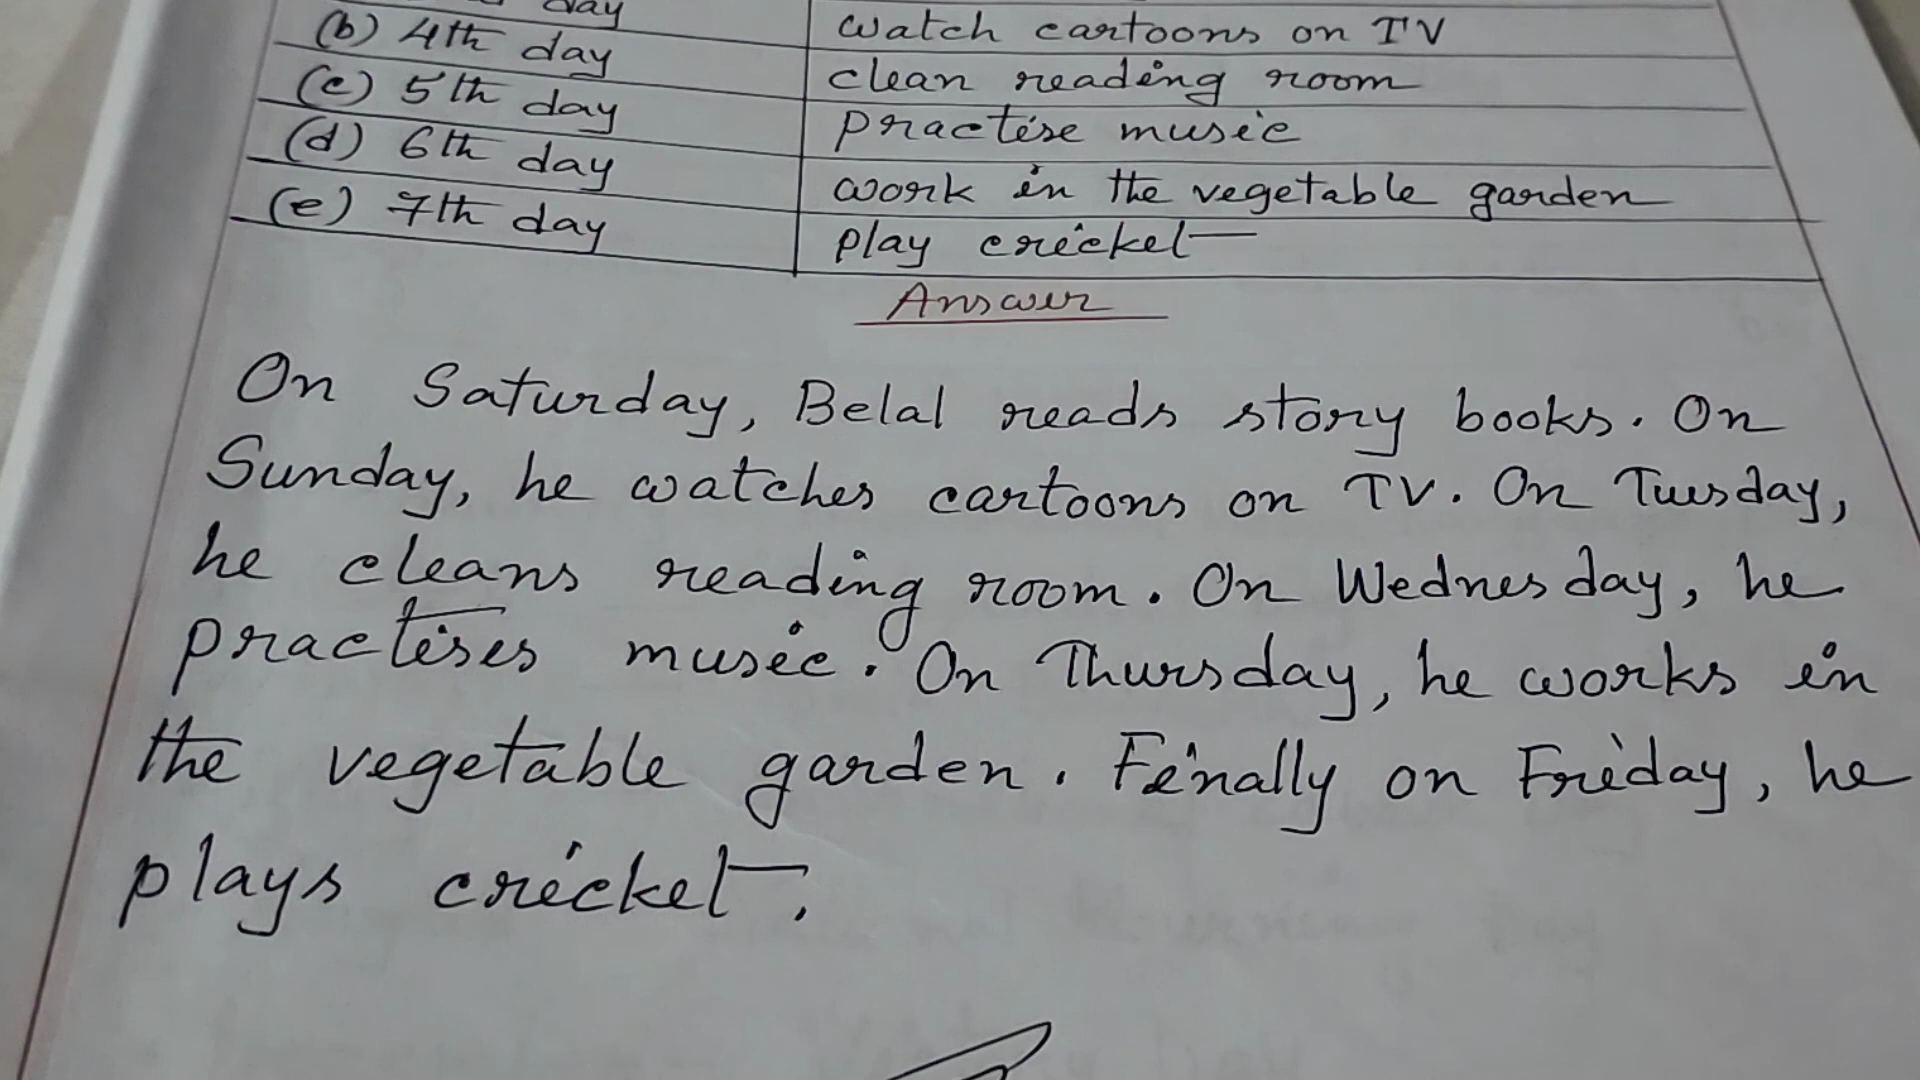 day
watch cartoons on TV
(b) 4th day
clean reading room
(c) 5th day
practise music
(d) 6th day
work in the vegetable garden
(e) 7th day
play cricket
Answer
On Saturday, Belal reads story books. On
Sunday, he watches cartoons on TV. On Tuesday,
he cleans reading room. On Wednesday, he
practises music. On Thursday, he works in
the vegetable garden. Finally on Friday, he
plays cricket.